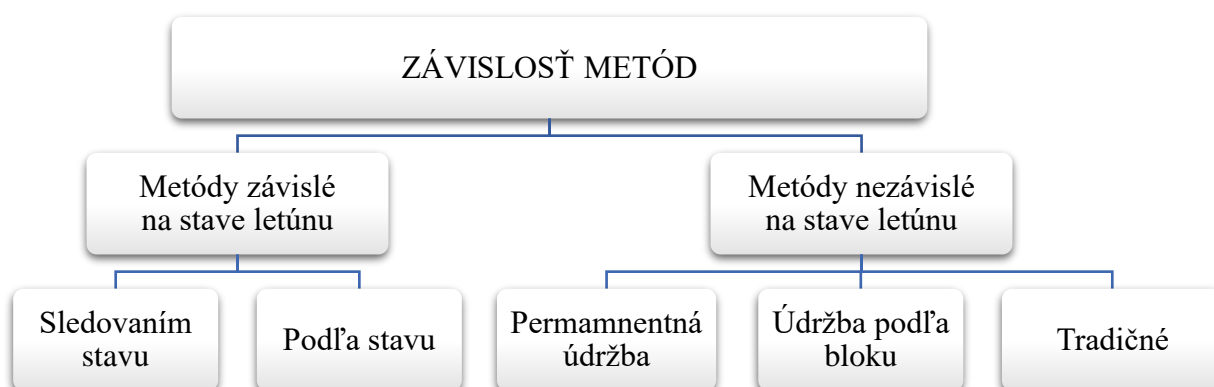 ZÁVISLOSŤ METÓD
Metódy závislé
na stave letúnu
Metódy nezávislé
na stave letúnu
Sledovaním
stavu
Podľa stavu
Permamnentná
údržba
Údržba podľa
bloku
Tradičné